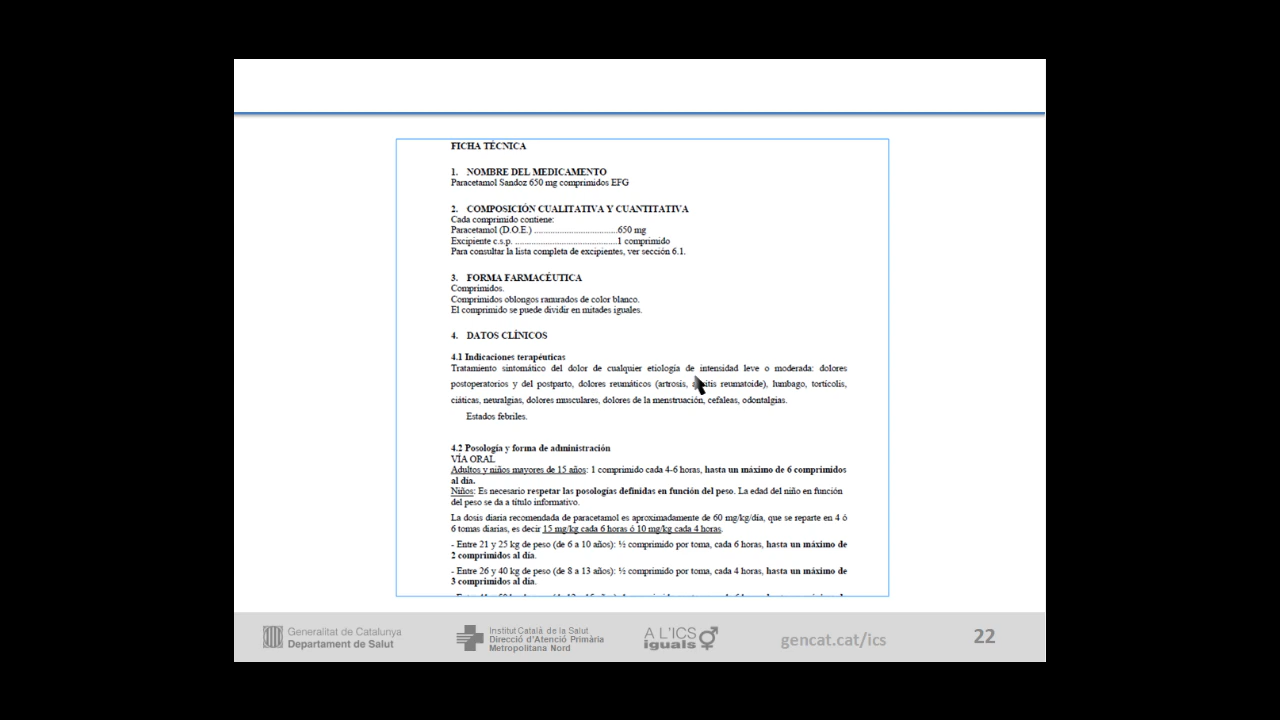 FICHA TÉCNICA
1. NOMBRE DEL MEDICAMENTO
Paracetamol Sandoz 650 mg comprimidos EFG
2. COMPOSICIÓN CUALITATIVA Y CUANTITATIVA
Cada comprimido contiene:
Paracetamol (D.O.E.) ...................................650 mg
Excipiente c.s.p. ...........................................1 comprimido
Para consultar la lista completa de excipientes, ver sección 6.1.
3. FORMA FARMACÉUTICA
Comprimidos.
Comprimidos oblongos ranurados de color blanco.
El comprimido se puede dividir en mitades iguales.
4. DATOS CLÍNICOS
4.1 Indicaciones terapéuticas
Tratamiento sintomático del dolor de cualquier etiología de intensidad leve o moderada: dolores
postoperatorios y del postparto, dolores reumáticos (artrosis, reumatoide), lumbago, tortícolis,
ciáticas, neuralgias, dolores musculares, dolores de la menstruación, cefaleas, odontalgias.
Estados febriles.
4.2 Posología y forma de administración
VÍA ORAL
Adultos y niños mayores de 15 años: 1 comprimido cada 4-6 horas, hasta un máximo de 6 comprimidos
al día.
Niños: Es necesario respetar las posologías definidas en función del peso. La edad del niño en función
del peso se da a título informativo.
La dosis diaria recomendada de paracetamol es aproximadamente de 60 mg/kg/día, que se reparte en 4 ó
6 tomas diarias, es decir 15 mg/kg cada 6 horas ó 10 mg/kg cada 4 horas.
- Entre 21 y 25 kg de peso (de 6 a 10 años): ½ comprimido por toma, cada 6 horas, hasta un máximo de
2 comprimidos al día.
- Entre 26 y 40 kg de peso (de 8 a 13 años): ½ comprimido por toma, cada 4 horas, hasta un máximo de
3 comprimidos al día.
Generalitat de Catalunya
Departament de Salut
Institut Català de la Salut
Direcció d'Atenció Primària
Metropolitana Nord
A L'ICS
iguals
gencat.cat/ics
22